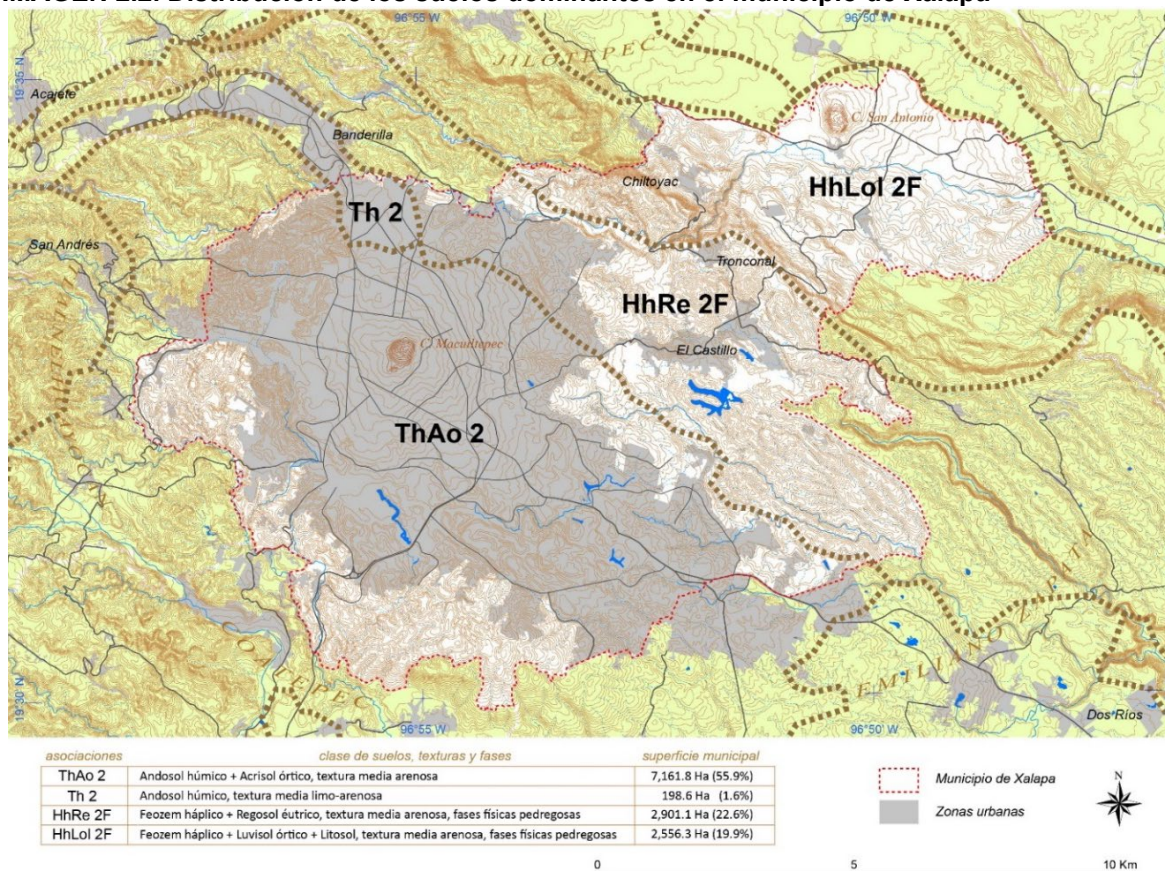 IMAGEN 2.2. Distribución de los suelos dominantes en el municipio de Xalapa
96°55' W
96°50' W
19°35' N
JILOTEPEC
Acajete
Banderilla
C. San Antonio
Chiltoyac
HhLol 2F
Th 2
San Andrés
Tronconal
HhRe 2F
C. Macuiltepec
El Castillo
ThAo 2
COATEPEC
EMILIANO ZAPATA
19°30 N
96°55 W
96°50' W
Dos Ríos
asociaciones clase de suelos, texturas y fases superficie municipal
ThAo 2 Andosol húmico + Acrisol órtico, textura media arenosa 7,161.8 Ha (55.9%)
Th 2 Andosol húmico, textura media limo-arenosa 198.6 Ha (1.6%)
HhRe 2F Feozem háplico + Regosol éutrico, textura media arenosa, fases físicas pedregosas 2,901.1 Ha (22.6%)
HhLol 2F Feozem háplico + Luvisol órtico + Litosol, textura media arenosa, fases físicas pedregosas 2,556.3 Ha (19.9%)
Municipio de Xalapa
Zonas urbanas
N
0 5 10 Km